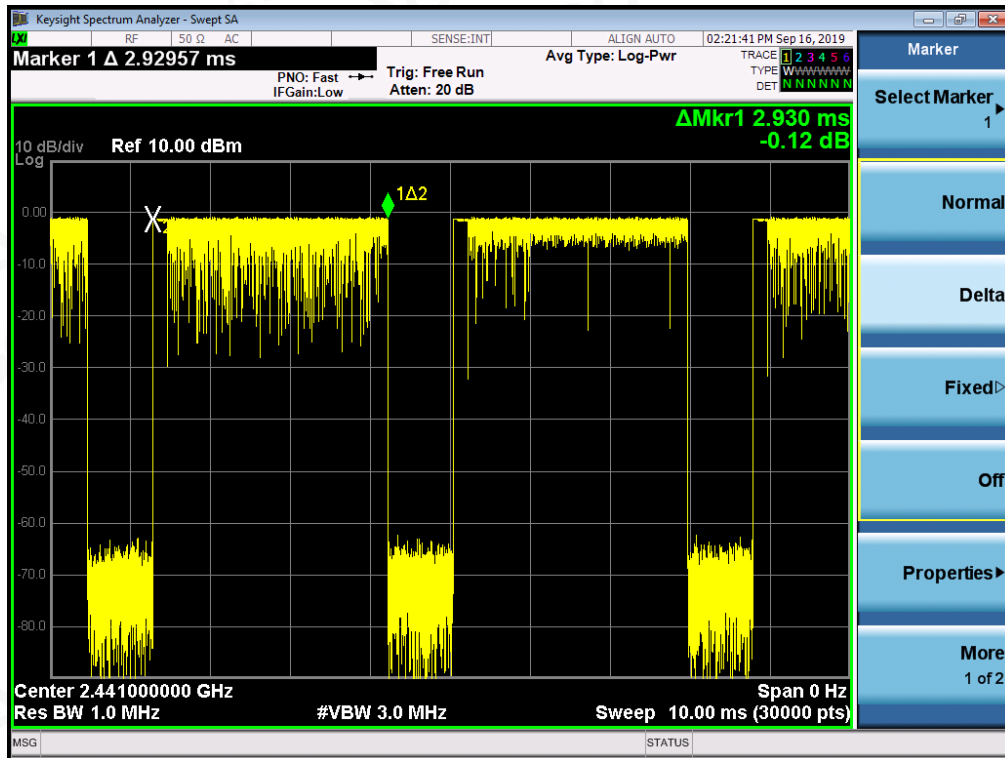 Keysight Spectrum Analyzer - Swept SA
LXI RF 50 Ω AC SENSE:INT ALIGN AUTO 02:21:41 PM Sep 16, 2019
Marker 1 Δ 2.92957 ms
PNO: Fast
IFGain:Low
Trig: Free Run
Atten: 20 dB
Avg Type: Log-Pwr
TRACE 1 2 3 4 5 6
TYPE WWWWWW
DET N N N N N N
ΔMkr1 2.930 ms
-0.12 dB
10 dB/div Ref 10.00 dBm
Log
1Δ2
X2
0.00
-10.0
-20.0
-30.0
-40.0
-50.0
-60.0
-70.0
-80.0
Center 2.441000000 GHz Span 0 Hz
Res BW 1.0 MHz #VBW 3.0 MHz Sweep 10.00 ms (30000 pts)
MSG STATUS
Marker
Select Marker
1
Normal
Delta
Fixed
Off
Properties
More
1 of 2